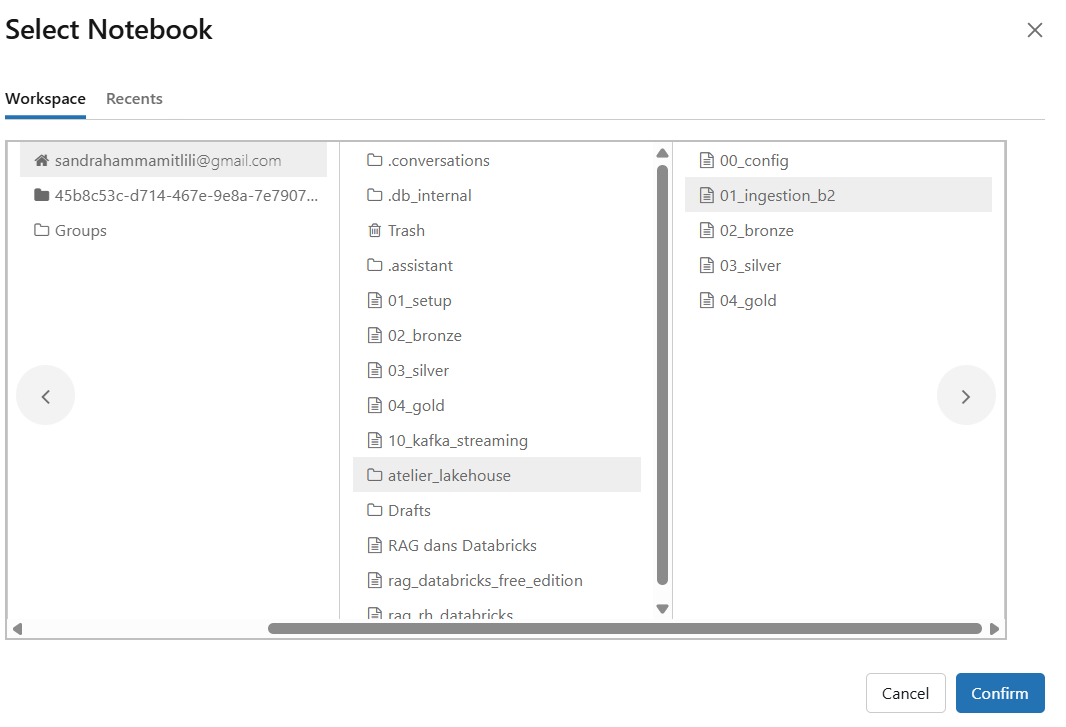 Select Notebook
Workspace Recents
sandrahammamitlili@gmail.com
45b8c53c-d714-467e-9e8a-7e7907...
Groups
.conversations
.db_internal
Trash
.assistant
01_setup
02_bronze
03_silver
04_gold
10_kafka_streaming
atelier_lakehouse
Drafts
RAG dans Databricks
rag_databricks_free_edition
rag_rh_databricks
00_config
01_ingestion_b2
02_bronze
03_silver
04_gold
Cancel Confirm